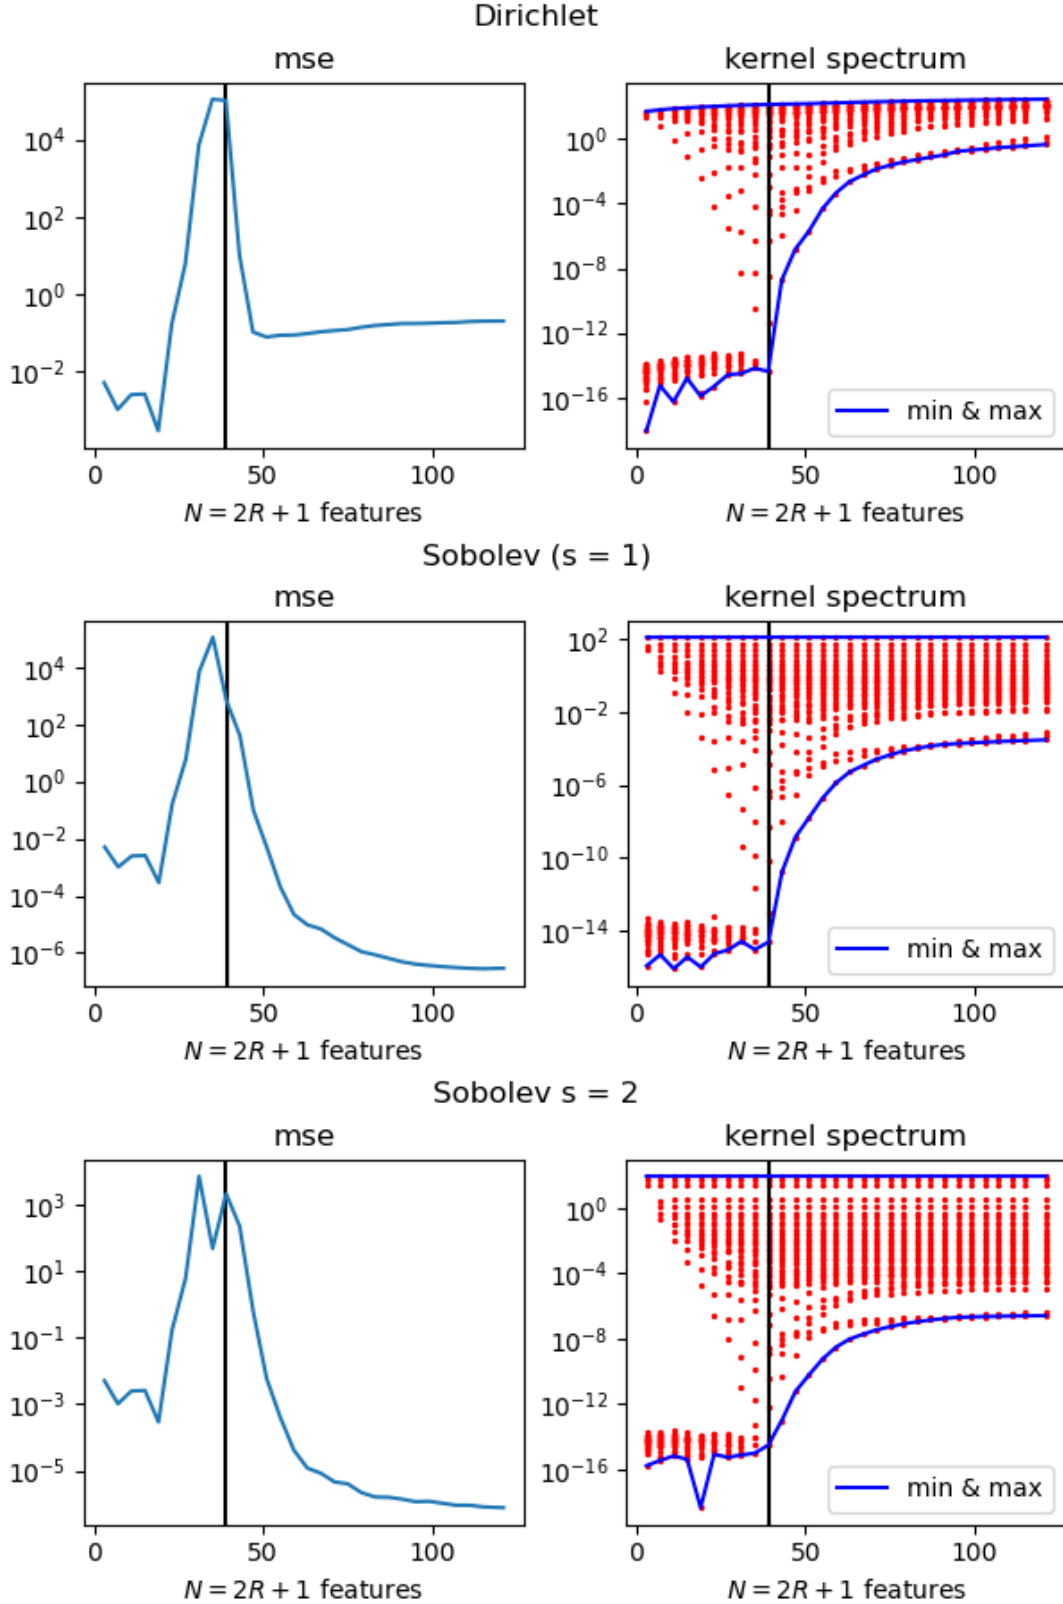 Dirichlet
mse
kernel spectrum
10^4
10^2
10^0
10^-2
0 50 100
N = 2R + 1 features
10^0
10^-4
10^-8
10^-12
10^-16
min & max
0 50 100
N = 2R + 1 features
Sobolev (s = 1)
mse
kernel spectrum
10^4
10^2
10^0
10^-2
10^-4
10^-6
0 50 100
N = 2R + 1 features
10^2
10^-2
10^-6
10^-10
10^-14
min & max
0 50 100
N = 2R + 1 features
Sobolev s = 2
mse
kernel spectrum
10^3
10^1
10^-1
10^-3
10^-5
0 50 100
N = 2R + 1 features
10^0
10^-4
10^-8
10^-12
10^-16
min & max
0 50 100
N = 2R + 1 features